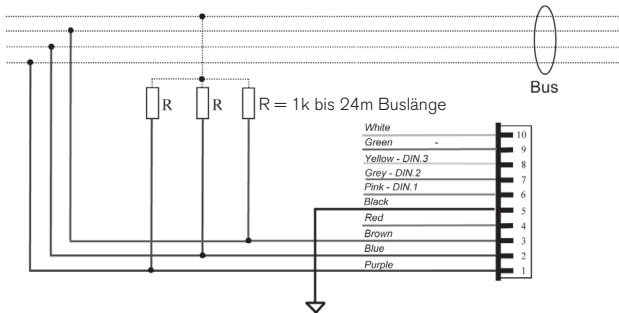 Bus
R
R
R = 1k bis 24m Buslänge
White
10
Green -
9
Yellow - DIN.3
8
Grey - DIN.2
7
Pink - DIN.1
6
Black
5
Red
4
Brown
3
Blue
2
Purple
1